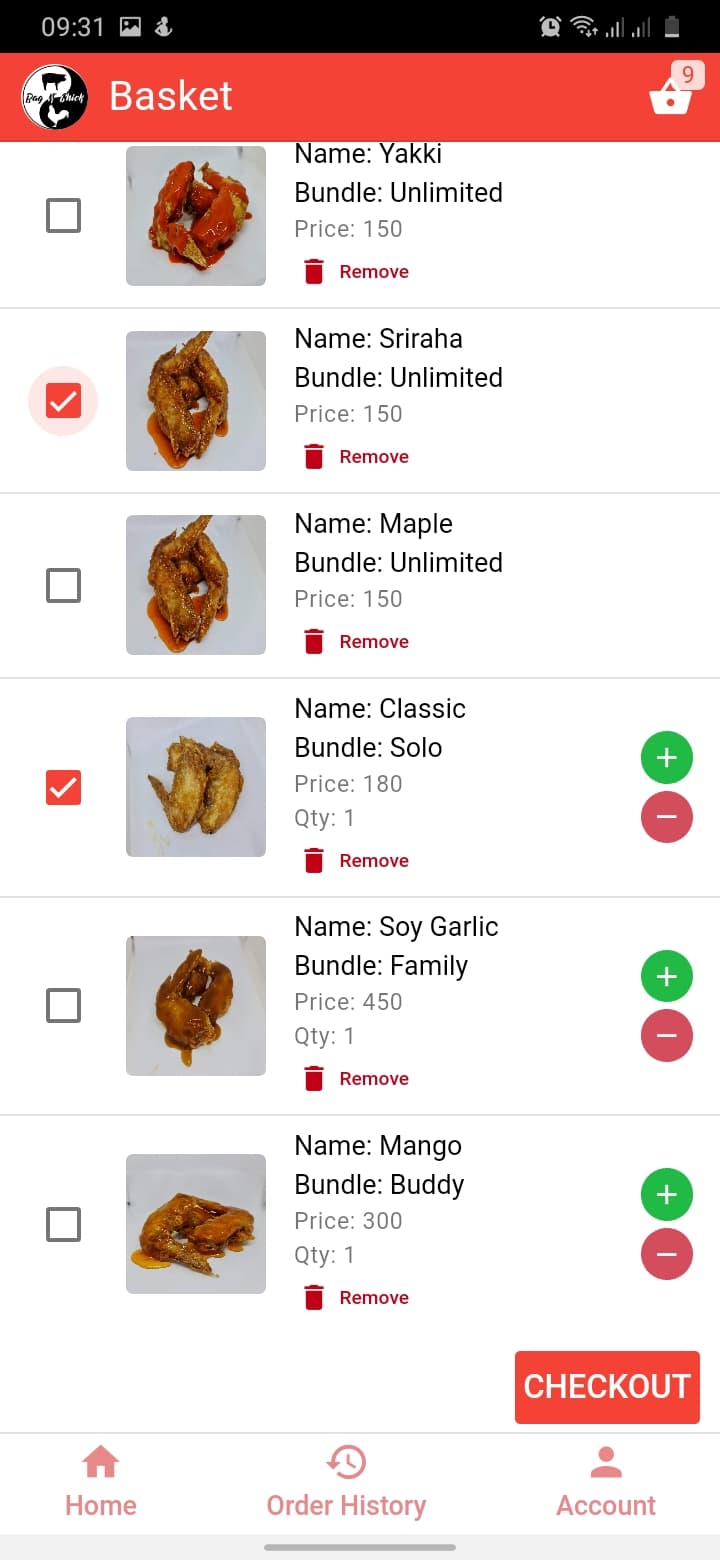 09:31
Bag N Chick
Basket
9
Name: Yakki
Bundle: Unlimited
Price: 150
Remove
Name: Sriraha
Bundle: Unlimited
Price: 150
Remove
Name: Maple
Bundle: Unlimited
Price: 150
Remove
Name: Classic
Bundle: Solo
Price: 180
Qty: 1
Remove
Name: Soy Garlic
Bundle: Family
Price: 450
Qty: 1
Remove
Name: Mango
Bundle: Buddy
Price: 300
Qty: 1
Remove
CHECKOUT
Home
Order History
Account